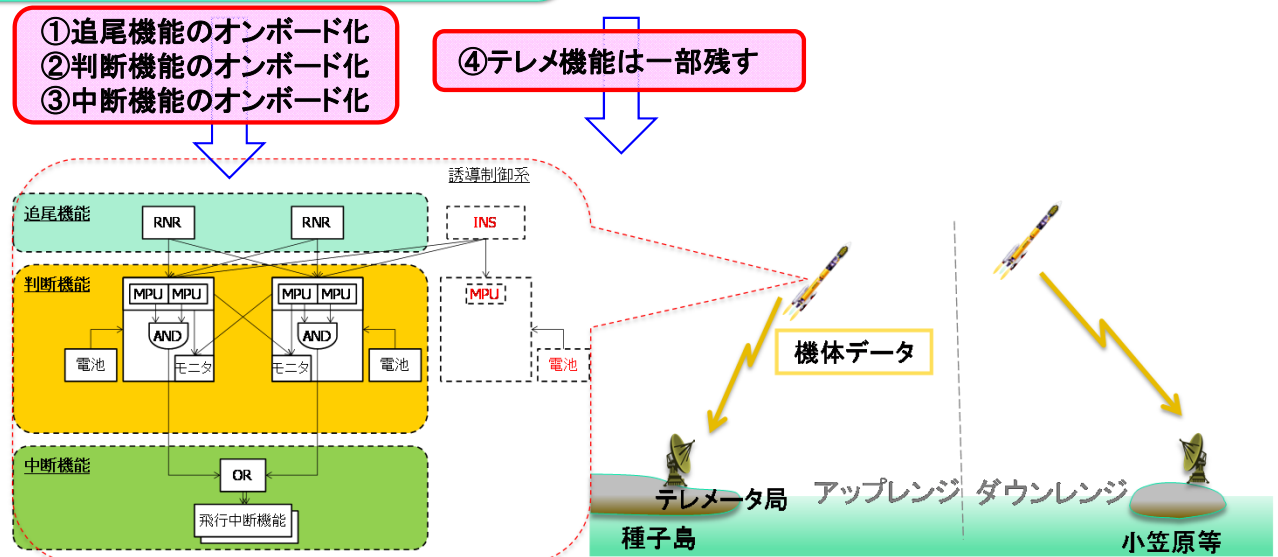 ①追尾機能のオンボード化
②判断機能のオンボード化
③中断機能のオンボード化
④テレメ機能は一部残す
誘導制御系
追尾機能
RNR
RNR
INS
判断機能
MPU
MPU
MPU
MPU
MPU
AND
AND
電池
モニタ
モニタ
電池
電池
中断機能
OR
飛行中断機能
機体データ
テレメータ局
アップレンジ
ダウンレンジ
種子島
小笠原等